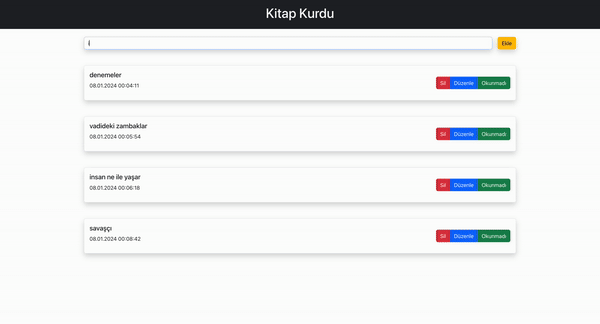 Kitap Kurdu
i
Ekle
denemeler
08.01.2024 00:04:11
Sil Düzenle Okunmadı
vadideki zambaklar
08.01.2024 00:05:54
Sil Düzenle Okunmadı
insan ne ile yaşar
08.01.2024 00:06:18
Sil Düzenle Okunmadı
savaşçı
08.01.2024 00:08:42
Sil Düzenle Okunmadı